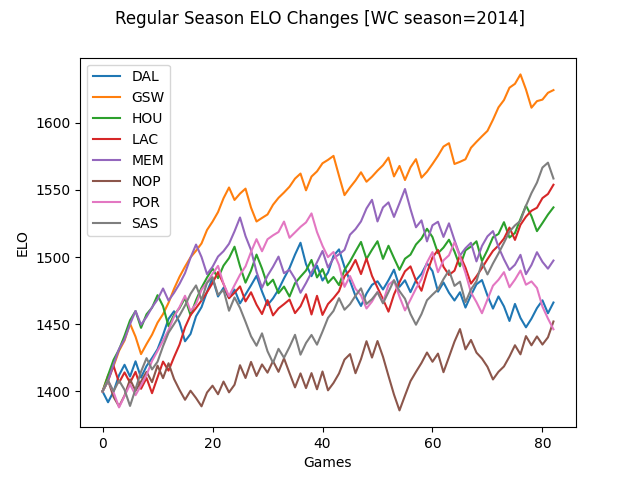 Regular Season ELO Changes [WC season=2014]
DAL
GSW
HOU
LAC
MEM
NOP
POR
SAS
ELO
1600
1550
1500
1450
1400
0 20 40 60 80
Games